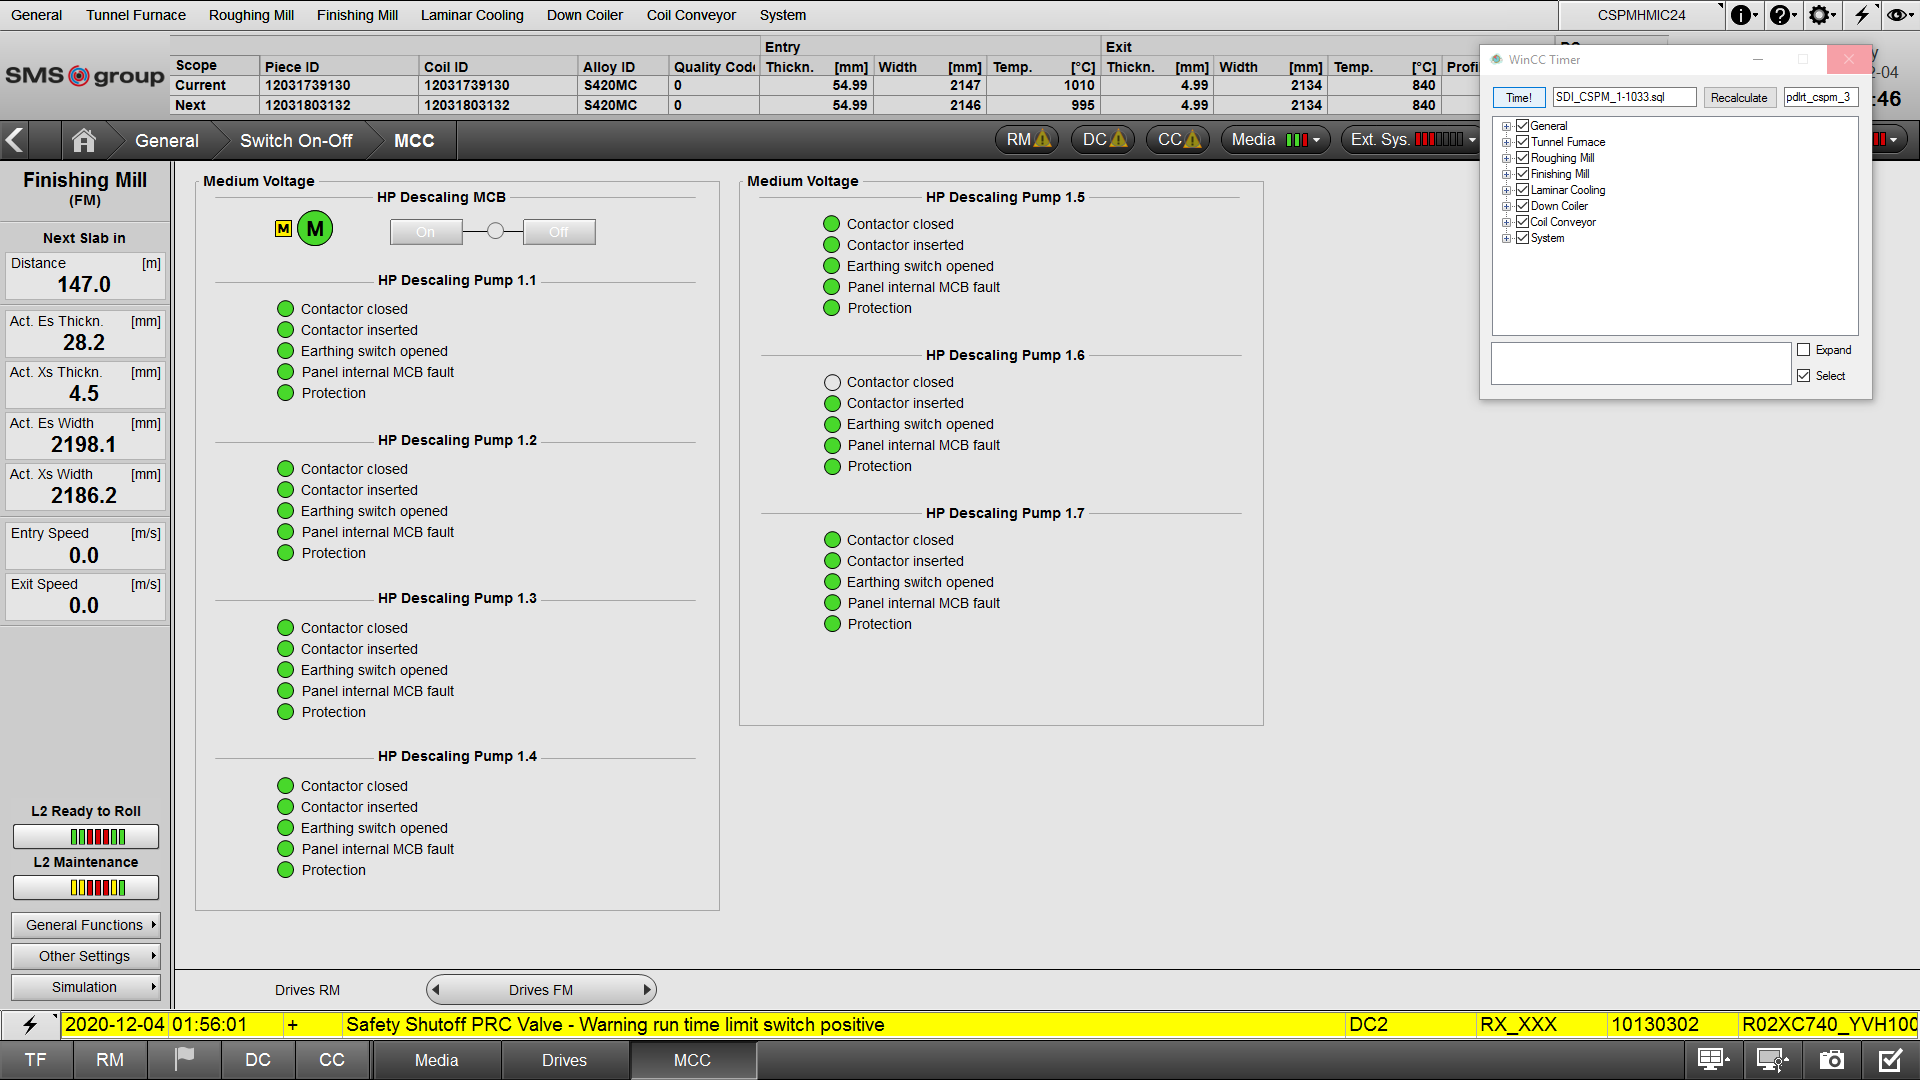 General Tunnel Furnace Roughing Mill Finishing Mill Laminar Cooling Down Coiler Coil Conveyor System CSPMHMIC24
SMS group
Entry Exit
Scope Piece ID Coil ID Alloy ID Quality Code Thickn. [mm] Width [mm] Temp. [°C] Thickn. [mm] Width [mm] Temp. [°C]
Current 12031739130 12031739130 S420MC 0 54.99 2147 1010 4.99 2134 840
Next 12031803132 12031803132 S420MC 0 54.99 2146 995 4.99 2134 840
-04
:46
General Switch On-Off MCC RM DC CC Media Ext. Sys.
WinCC Timer
Time! SDI_CSPM_1-1033.sql Recalculate pdlrt_cspm_3
General
Tunnel Furnace
Roughing Mill
Finishing Mill
Laminar Cooling
Down Coiler
Coil Conveyor
System
Expand
Select
Finishing Mill
(FM)
Next Slab in
Distance [m]
147.0
Act. Es Thickn. [mm]
28.2
Act. Xs Thickn. [mm]
4.5
Act. Es Width [mm]
2198.1
Act. Xs Width [mm]
2186.2
Entry Speed [m/s]
0.0
Exit Speed [m/s]
0.0
L2 Ready to Roll
L2 Maintenance
General Functions
Other Settings
Simulation
Medium Voltage
HP Descaling MCB
M M On Off
HP Descaling Pump 1.1
Contactor closed
Contactor inserted
Earthing switch opened
Panel internal MCB fault
Protection
HP Descaling Pump 1.2
Contactor closed
Contactor inserted
Earthing switch opened
Panel internal MCB fault
Protection
HP Descaling Pump 1.3
Contactor closed
Contactor inserted
Earthing switch opened
Panel internal MCB fault
Protection
HP Descaling Pump 1.4
Contactor closed
Contactor inserted
Earthing switch opened
Panel internal MCB fault
Protection
Medium Voltage
HP Descaling Pump 1.5
Contactor closed
Contactor inserted
Earthing switch opened
Panel internal MCB fault
Protection
HP Descaling Pump 1.6
Contactor closed
Contactor inserted
Earthing switch opened
Panel internal MCB fault
Protection
HP Descaling Pump 1.7
Contactor closed
Contactor inserted
Earthing switch opened
Panel internal MCB fault
Protection
Drives RM Drives FM
2020-12-04 01:56:01 + Safety Shutoff PRC Valve - Warning run time limit switch positive DC2 RX_XXX 10130302 R02XC740_YVH100
TF RM DC CC Media Drives MCC